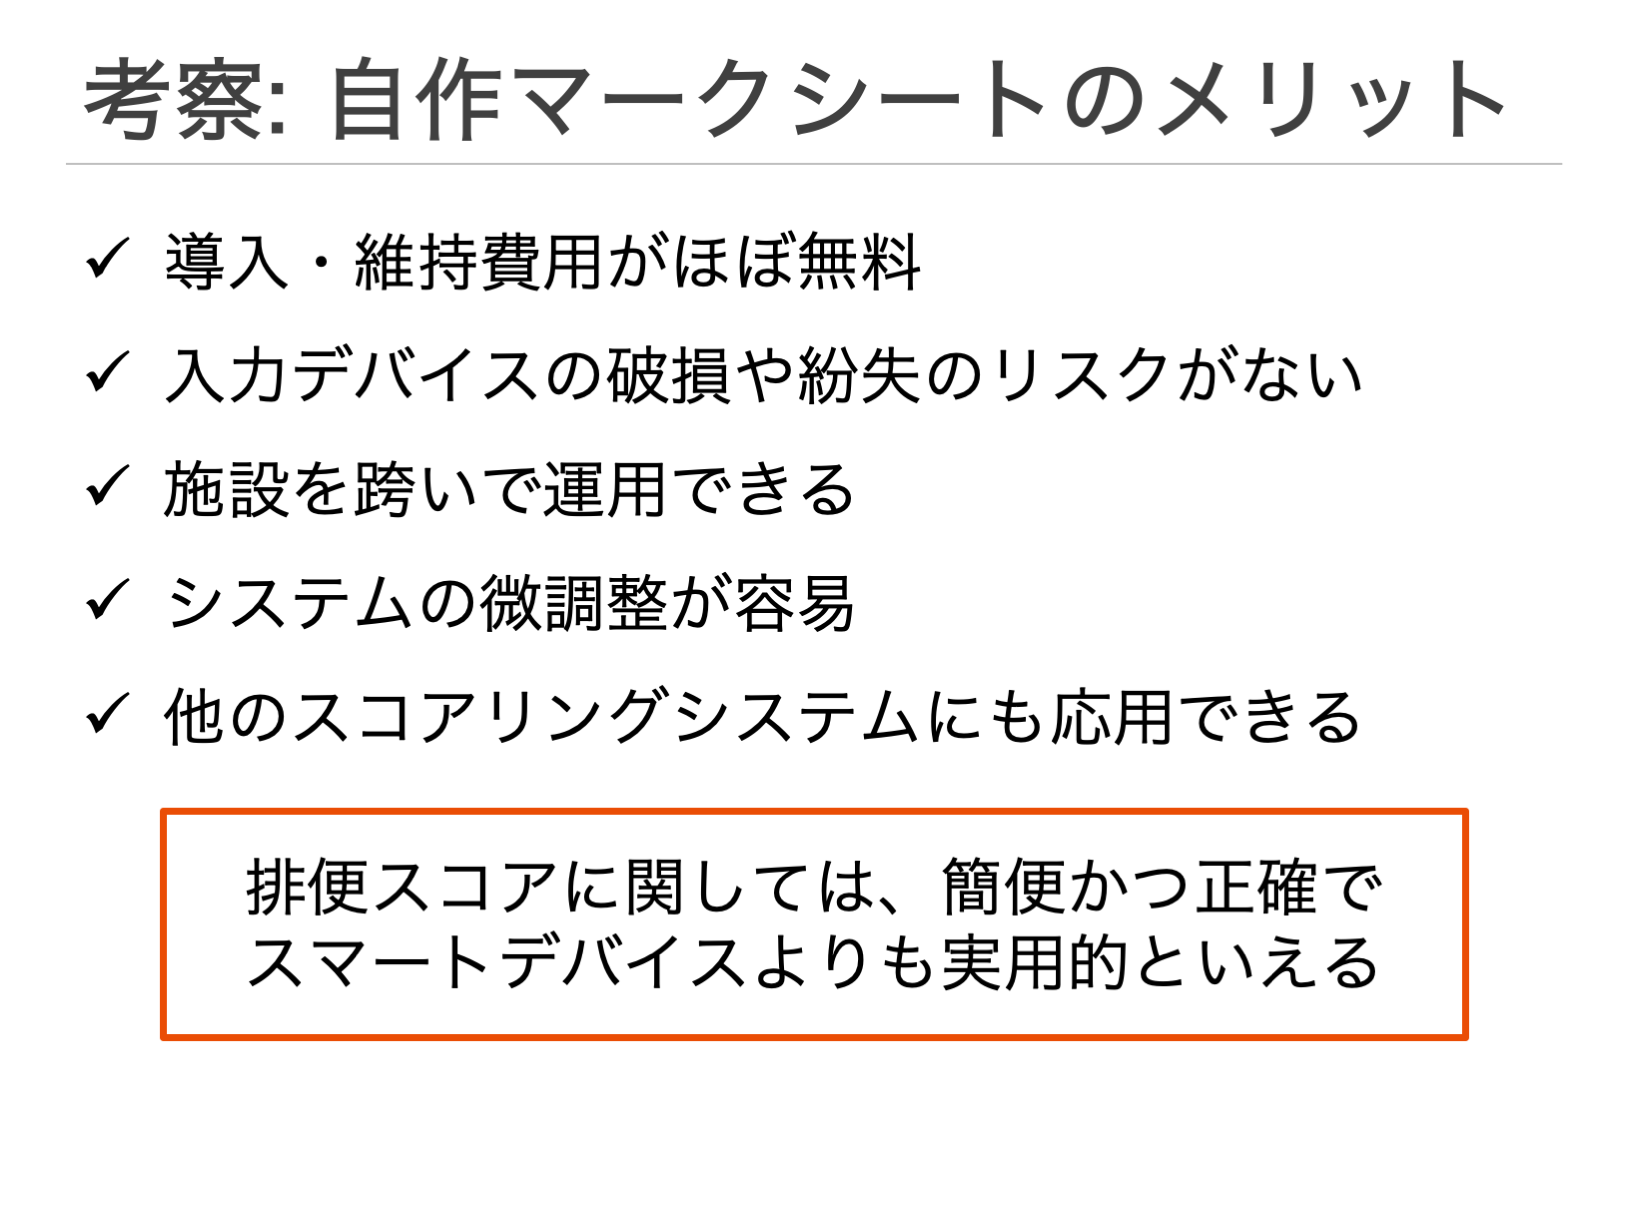 考察: 自作マークシートのメリット
✓ 導入・維持費用がほぼ無料
✓ 入力デバイスの破損や紛失のリスクがない
✓ 施設を跨いで運用できる
✓ システムの微調整が容易
✓ 他のスコアリングシステムにも応用できる
排便スコアに関しては、簡便かつ正確で
スマートデバイスよりも実用的といえる